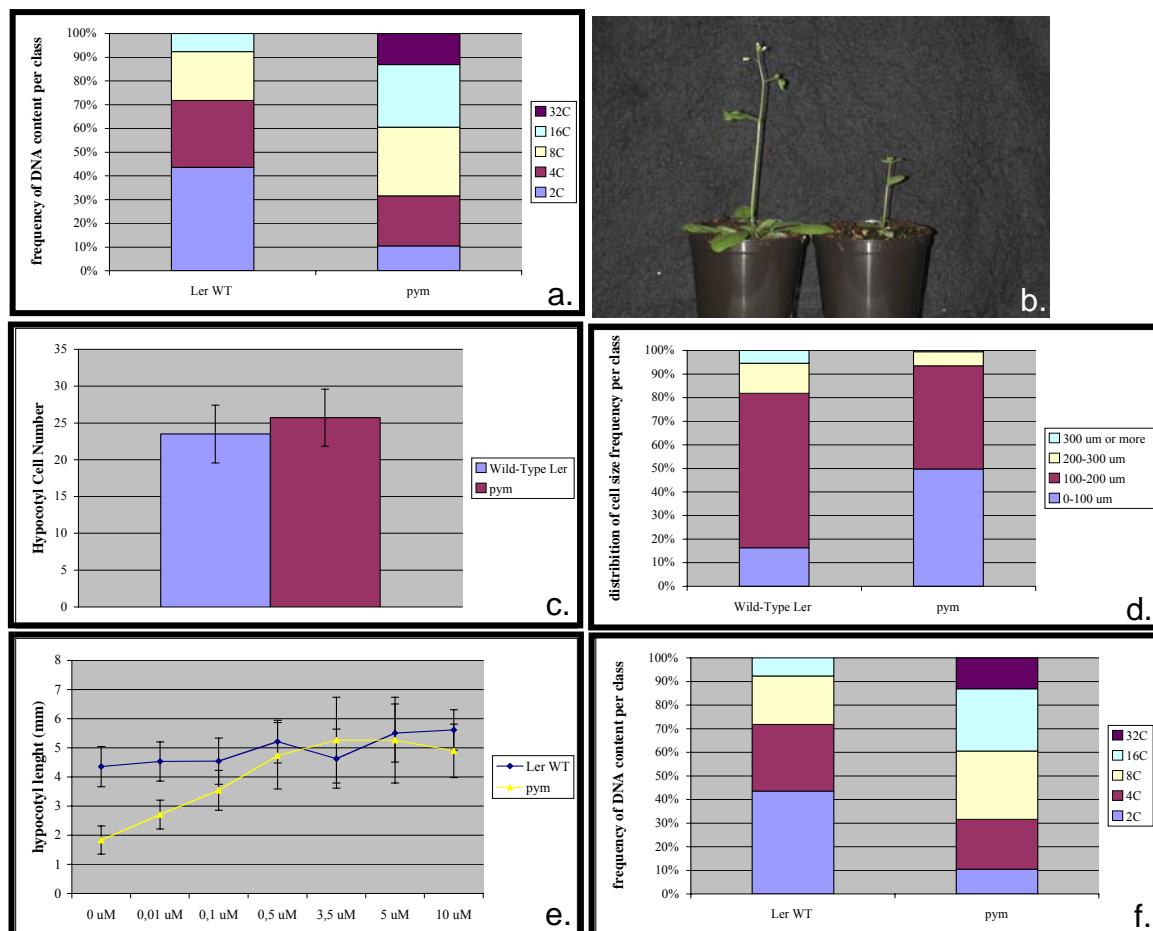 frequency of DNA content per class
100%
90%
80%
70%
60%
50%
40%
30%
20%
10%
0%
Ler WT
pym
32C
16C
8C
4C
2C
a.
b.
Hypocotyl Cell Number
35
30
25
20
15
10
5
0
Wild-Type Ler
pym
c.
distribition of cell size frequency per class
100%
90%
80%
70%
60%
50%
40%
30%
20%
10%
0%
Wild-Type Ler
pym
300 um or more
200-300 um
100-200 um
0-100 um
d.
hypocotyl lenght (mm)
8
7
6
5
4
3
2
1
0
0 uM
0,01 uM
0,1 uM
0,5 uM
3,5 uM
5 uM
10 uM
Ler WT
pym
e.
frequency of DNA content per class
100%
90%
80%
70%
60%
50%
40%
30%
20%
10%
0%
Ler WT
pym
32C
16C
8C
4C
2C
f.